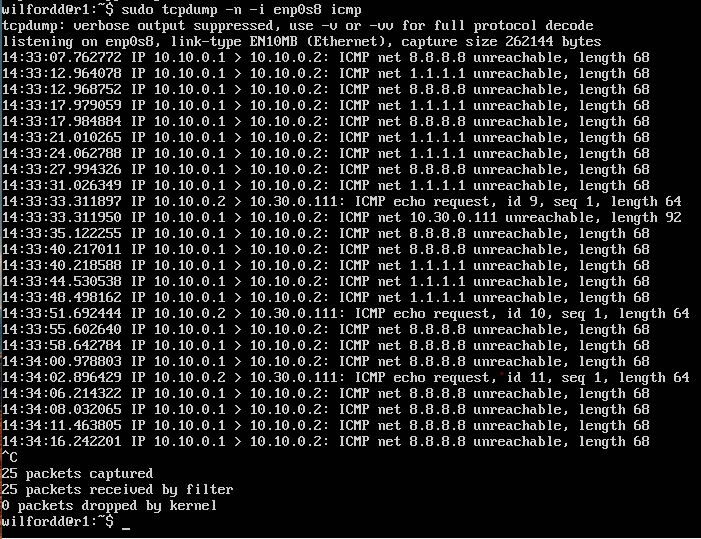 wilfordd@r1:~$ sudo tcpdump -n -i enp0s8 icmp
tcpdump: verbose output suppressed, use -v or -vv for full protocol decode
listening on enp0s8, link-type EN10MB (Ethernet), capture size 262144 bytes
14:33:07.762772 IP 10.10.0.1 > 10.10.0.2: ICMP net 8.8.8.8 unreachable, length 68
14:33:12.964078 IP 10.10.0.1 > 10.10.0.2: ICMP net 1.1.1.1 unreachable, length 68
14:33:12.968752 IP 10.10.0.1 > 10.10.0.2: ICMP net 8.8.8.8 unreachable, length 68
14:33:17.979059 IP 10.10.0.1 > 10.10.0.2: ICMP net 1.1.1.1 unreachable, length 68
14:33:17.984884 IP 10.10.0.1 > 10.10.0.2: ICMP net 8.8.8.8 unreachable, length 68
14:33:21.010265 IP 10.10.0.1 > 10.10.0.2: ICMP net 1.1.1.1 unreachable, length 68
14:33:24.062788 IP 10.10.0.1 > 10.10.0.2: ICMP net 1.1.1.1 unreachable, length 68
14:33:27.994326 IP 10.10.0.1 > 10.10.0.2: ICMP net 8.8.8.8 unreachable, length 68
14:33:31.026349 IP 10.10.0.1 > 10.10.0.2: ICMP net 1.1.1.1 unreachable, length 68
14:33:33.311897 IP 10.10.0.2 > 10.30.0.111: ICMP echo request, id 9, seq 1, length 64
14:33:33.311950 IP 10.10.0.1 > 10.10.0.2: ICMP net 10.30.0.111 unreachable, length 92
14:33:35.122255 IP 10.10.0.1 > 10.10.0.2: ICMP net 8.8.8.8 unreachable, length 68
14:33:40.217011 IP 10.10.0.1 > 10.10.0.2: ICMP net 8.8.8.8 unreachable, length 68
14:33:40.218588 IP 10.10.0.1 > 10.10.0.2: ICMP net 1.1.1.1 unreachable, length 68
14:33:44.530538 IP 10.10.0.1 > 10.10.0.2: ICMP net 1.1.1.1 unreachable, length 68
14:33:48.498162 IP 10.10.0.1 > 10.10.0.2: ICMP net 1.1.1.1 unreachable, length 68
14:33:51.692444 IP 10.10.0.2 > 10.30.0.111: ICMP echo request, id 10, seq 1, length 64
14:33:55.602640 IP 10.10.0.1 > 10.10.0.2: ICMP net 8.8.8.8 unreachable, length 68
14:33:58.642784 IP 10.10.0.1 > 10.10.0.2: ICMP net 8.8.8.8 unreachable, length 68
14:34:00.978803 IP 10.10.0.1 > 10.10.0.2: ICMP net 8.8.8.8 unreachable, length 68
14:34:02.896429 IP 10.10.0.2 > 10.30.0.111: ICMP echo request, id 11, seq 1, length 64
14:34:06.214322 IP 10.10.0.1 > 10.10.0.2: ICMP net 8.8.8.8 unreachable, length 68
14:34:08.032065 IP 10.10.0.1 > 10.10.0.2: ICMP net 8.8.8.8 unreachable, length 68
14:34:11.463805 IP 10.10.0.1 > 10.10.0.2: ICMP net 8.8.8.8 unreachable, length 68
14:34:16.242201 IP 10.10.0.1 > 10.10.0.2: ICMP net 8.8.8.8 unreachable, length 68
^C
25 packets captured
25 packets received by filter
0 packets dropped by kernel
wilfordd@r1:~$ _